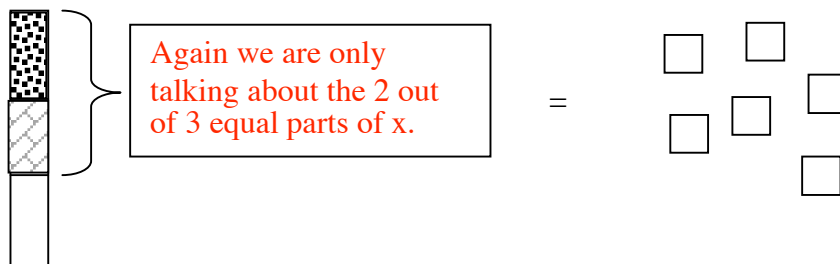 Again we are only
talking about the 2 out
of 3 equal parts of x.
=